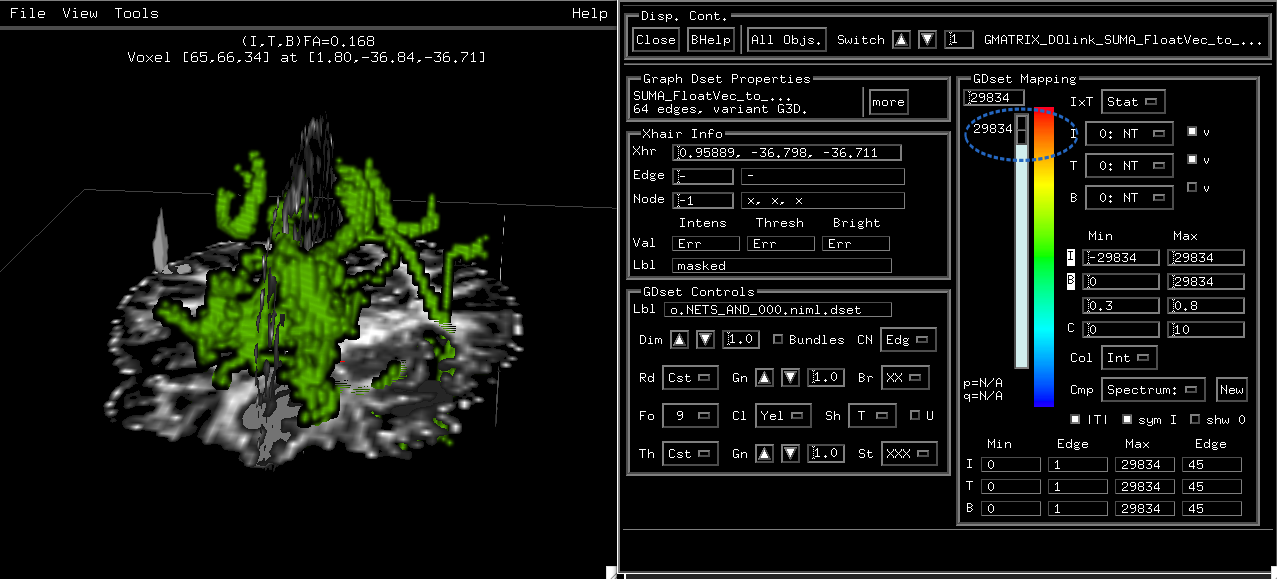 File View Tools Help
(I,T,B)FA=0.168
Voxel [65,66,34] at [1.80,-36.84,-36.71]
Disp. Cont.
Close BHelp All Objs. Switch 1 GMATRIX_DOlink_SUMA_FloatVec_to_...
Graph Dset Properties
SUMA_FloatVec_to_...
64 edges, variant G3D.
more
Xhair Info
Xhr 0.95889, -36.798, -36.711
Edge - -
Node -1 x, x, x
Intens Thresh Bright
Val Err Err Err
Lbl masked
GDset Controls
Lbl o.NETS_AND_000.niml.dset
Dim 1.0 Bundles CN Edg
Rd Cst Gn 1.0 Br XX
Fo 9 Cl Yel Sh T U
Th Cst Gn 1.0 St XXX
GDset Mapping
29834
29834
IxT Stat
I 0: NT v
T 0: NT v
B 0: NT v
Min Max
I -29834 29834
B 0 29834
0.3 0.8
C 0 10
Col Int
p=N/A
q=N/A
Cmp Spectrum: New
|T| sym I shw 0
Min Edge Max Edge
I 0 1 29834 45
T 0 1 29834 45
B 0 1 29834 45